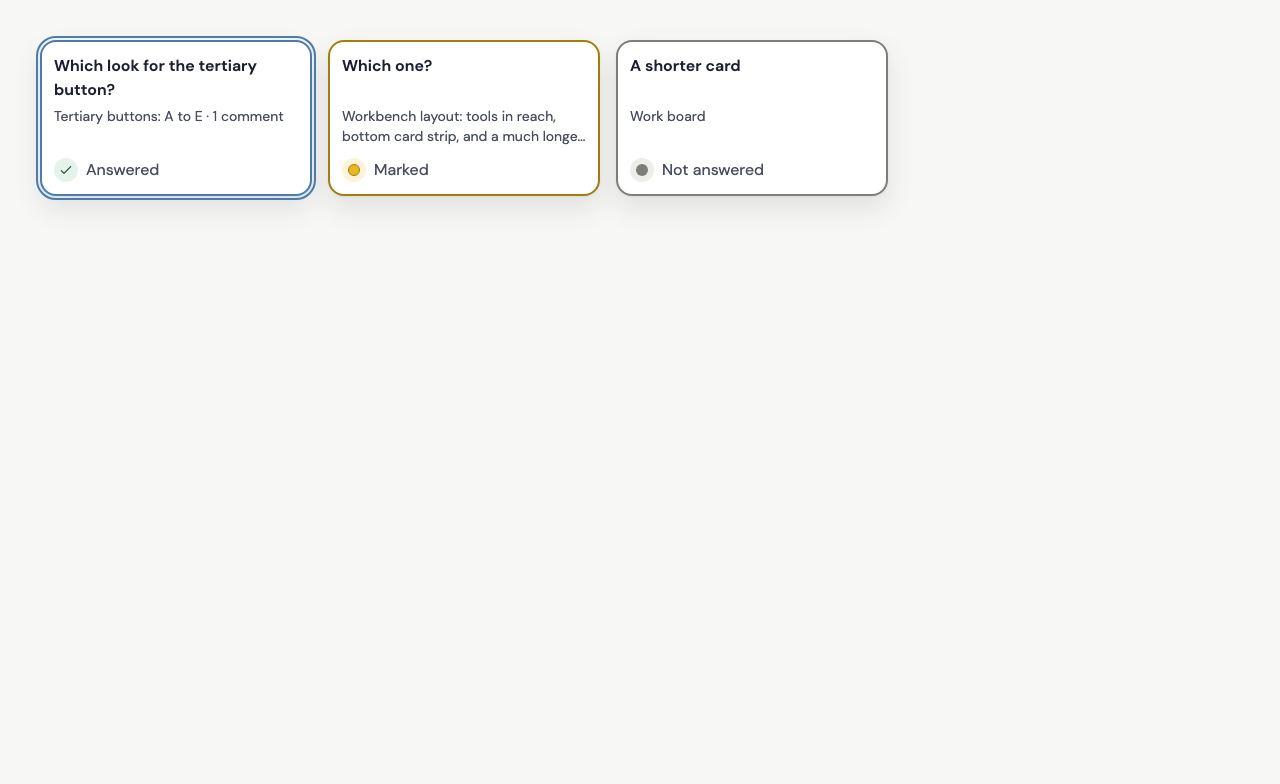 Which look for the tertiary
button?
Tertiary buttons: A to E · 1 comment
Answered
Which one?
Workbench layout: tools in reach,
bottom card strip, and a much longe…
Marked
A shorter card
Work board
Not answered